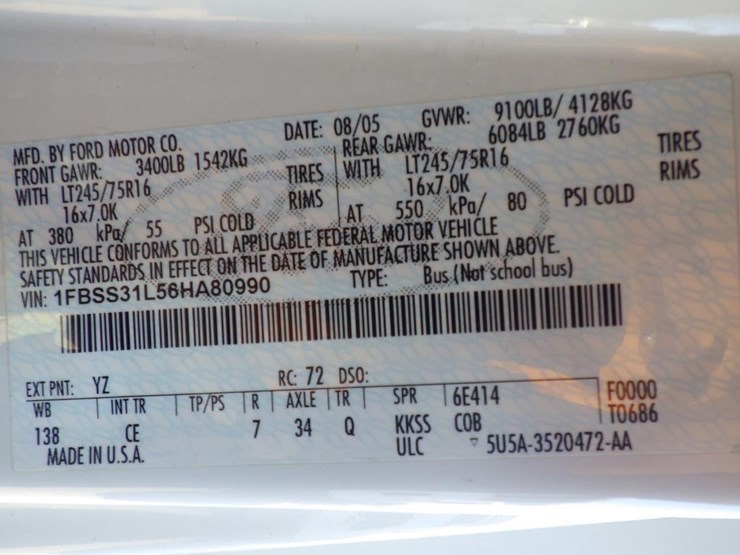 MFD. BY FORD MOTOR CO. DATE: 08/05 GVWR: 9100LB/ 4128KG
FRONT GAWR: 3400LB 1542KG REAR GAWR: 6084LB 2760KG
WITH LT245/75R16 TIRES WITH LT245/75R16 TIRES
16x7.0K RIMS 16x7.0K RIMS
AT 380 kPa/ 55 PSI COLD AT 550 kPa/ 80 PSI COLD
THIS VEHICLE CONFORMS TO ALL APPLICABLE FEDERAL MOTOR VEHICLE
SAFETY STANDARDS IN EFFECT ON THE DATE OF MANUFACTURE SHOWN ABOVE.
VIN: 1FBSS31L56HA80990 TYPE: Bus (Not school bus)
EXT PNT: YZ RC: 72 DSO:
WB INT TR TP/PS R AXLE TR SPR 6E414 F0000
138 CE 7 34 Q KKSS COB T0686
MADE IN U.S.A. ULC ▽ 5U5A-3520472-AA